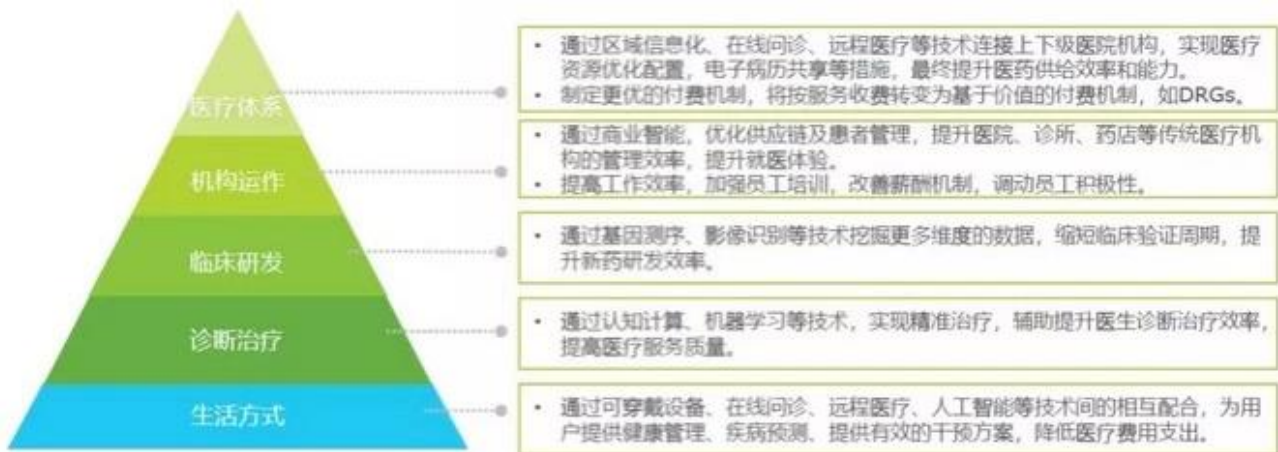 医疗体系
• 通过区域信息化、在线问诊、远程医疗等技术连接上下级医院机构，实现医疗
资源优化配置，电子病历共享等措施，最终提升医药供给效率和能力。
• 制定更优的付费机制，将按服务收费转变为基于价值的付费机制，如DRGs。
机构运作
• 通过商业智能，优化供应链及患者管理，提升医院、诊所、药店等传统医疗机
构的管理效率，提升就医体验。
• 提高工作效率，加强员工培训，改善薪酬机制，调动员工积极性。
临床研发
• 通过基因测序、影像识别等技术挖掘更多维度的数据，缩短临床验证周期，提
升新药研发效率。
诊断治疗
• 通过认知计算、机器学习等技术，实现精准治疗，辅助提升医生诊断治疗效率，
提高医疗服务质量。
生活方式
• 通过可穿戴设备、在线问诊、远程医疗、人工智能等技术间的相互配合，为用
户提供健康管理、疾病预测、提供有效的干预方案，降低医疗费用支出。